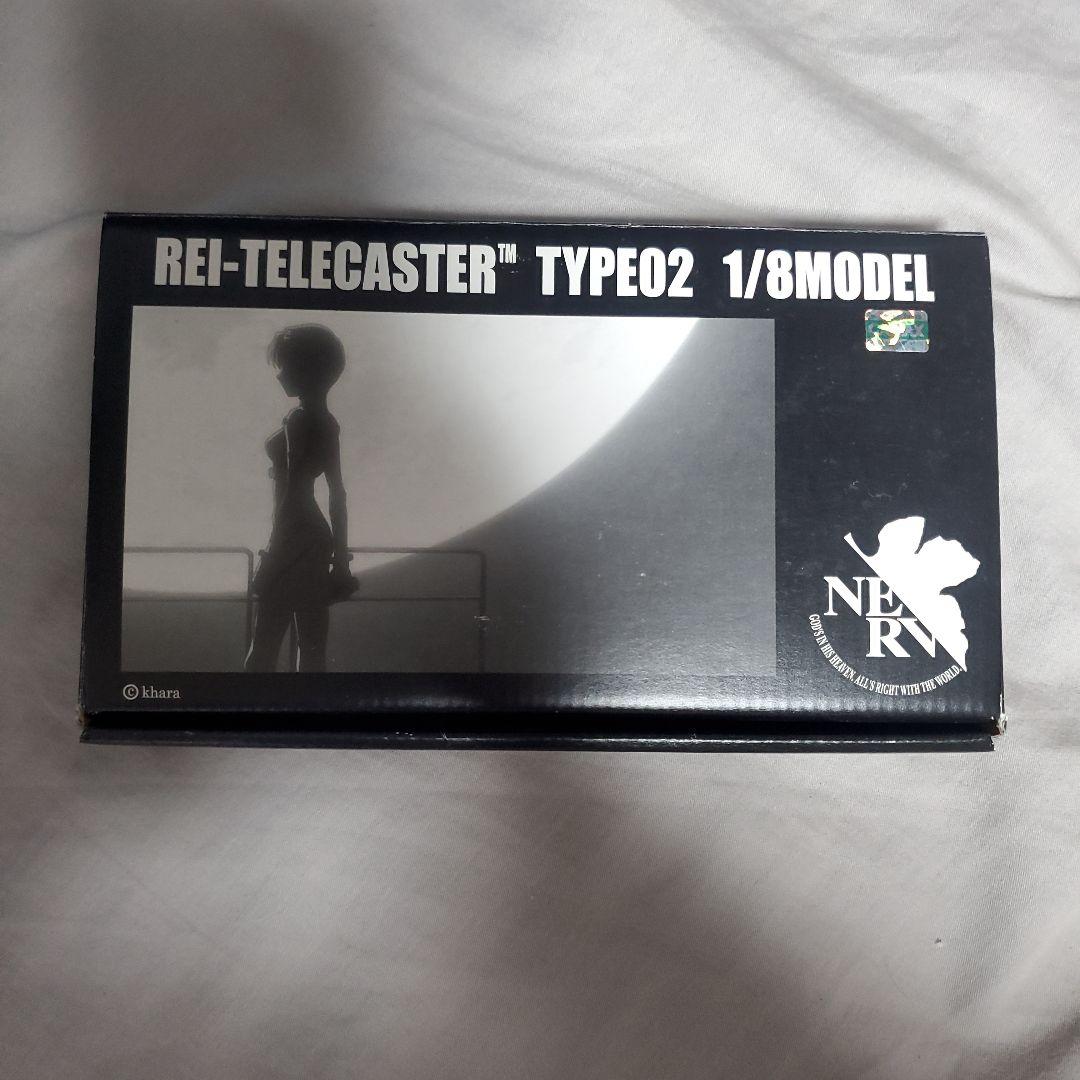 REI-TELECASTER™ TYPE02 1/8MODEL
NERV
GOD'S IN HIS HEAVEN. ALL'S RIGHT WITH THE WORLD.
© khara